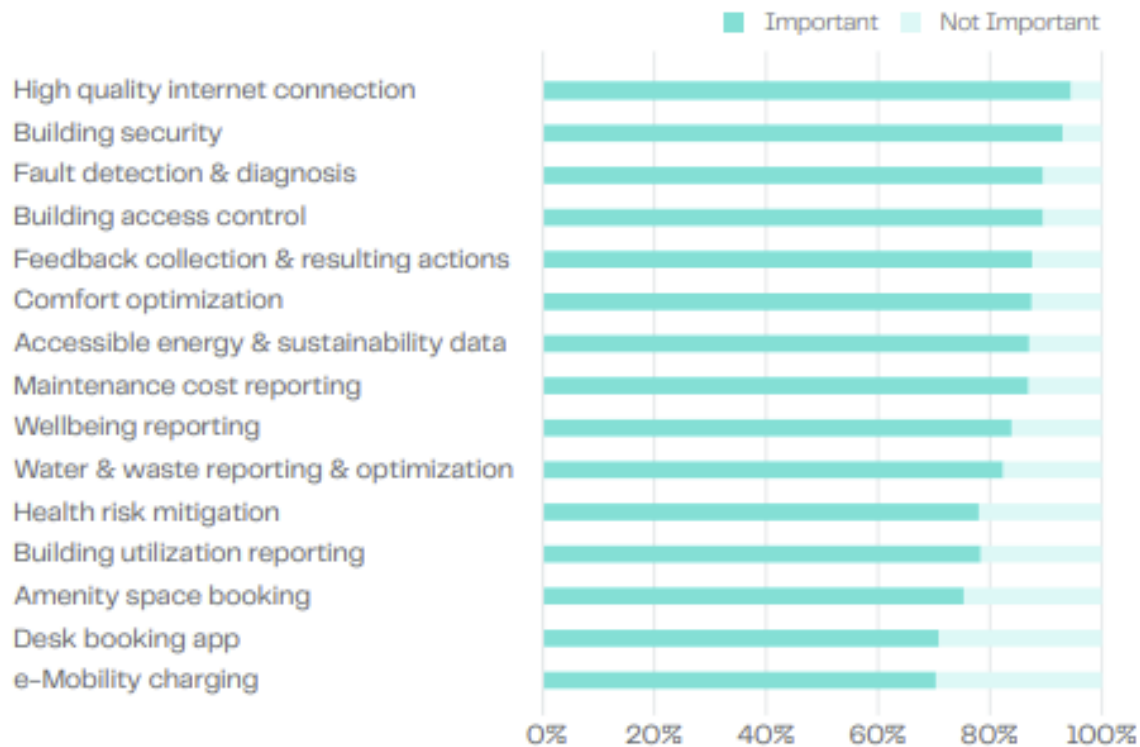 Important Not Important
High quality internet connection
Building security
Fault detection & diagnosis
Building access control
Feedback collection & resulting actions
Comfort optimization
Accessible energy & sustainability data
Maintenance cost reporting
Wellbeing reporting
Water & waste reporting & optimization
Health risk mitigation
Building utilization reporting
Amenity space booking
Desk booking app
e-Mobility charging
0% 20% 40% 60% 80% 100%